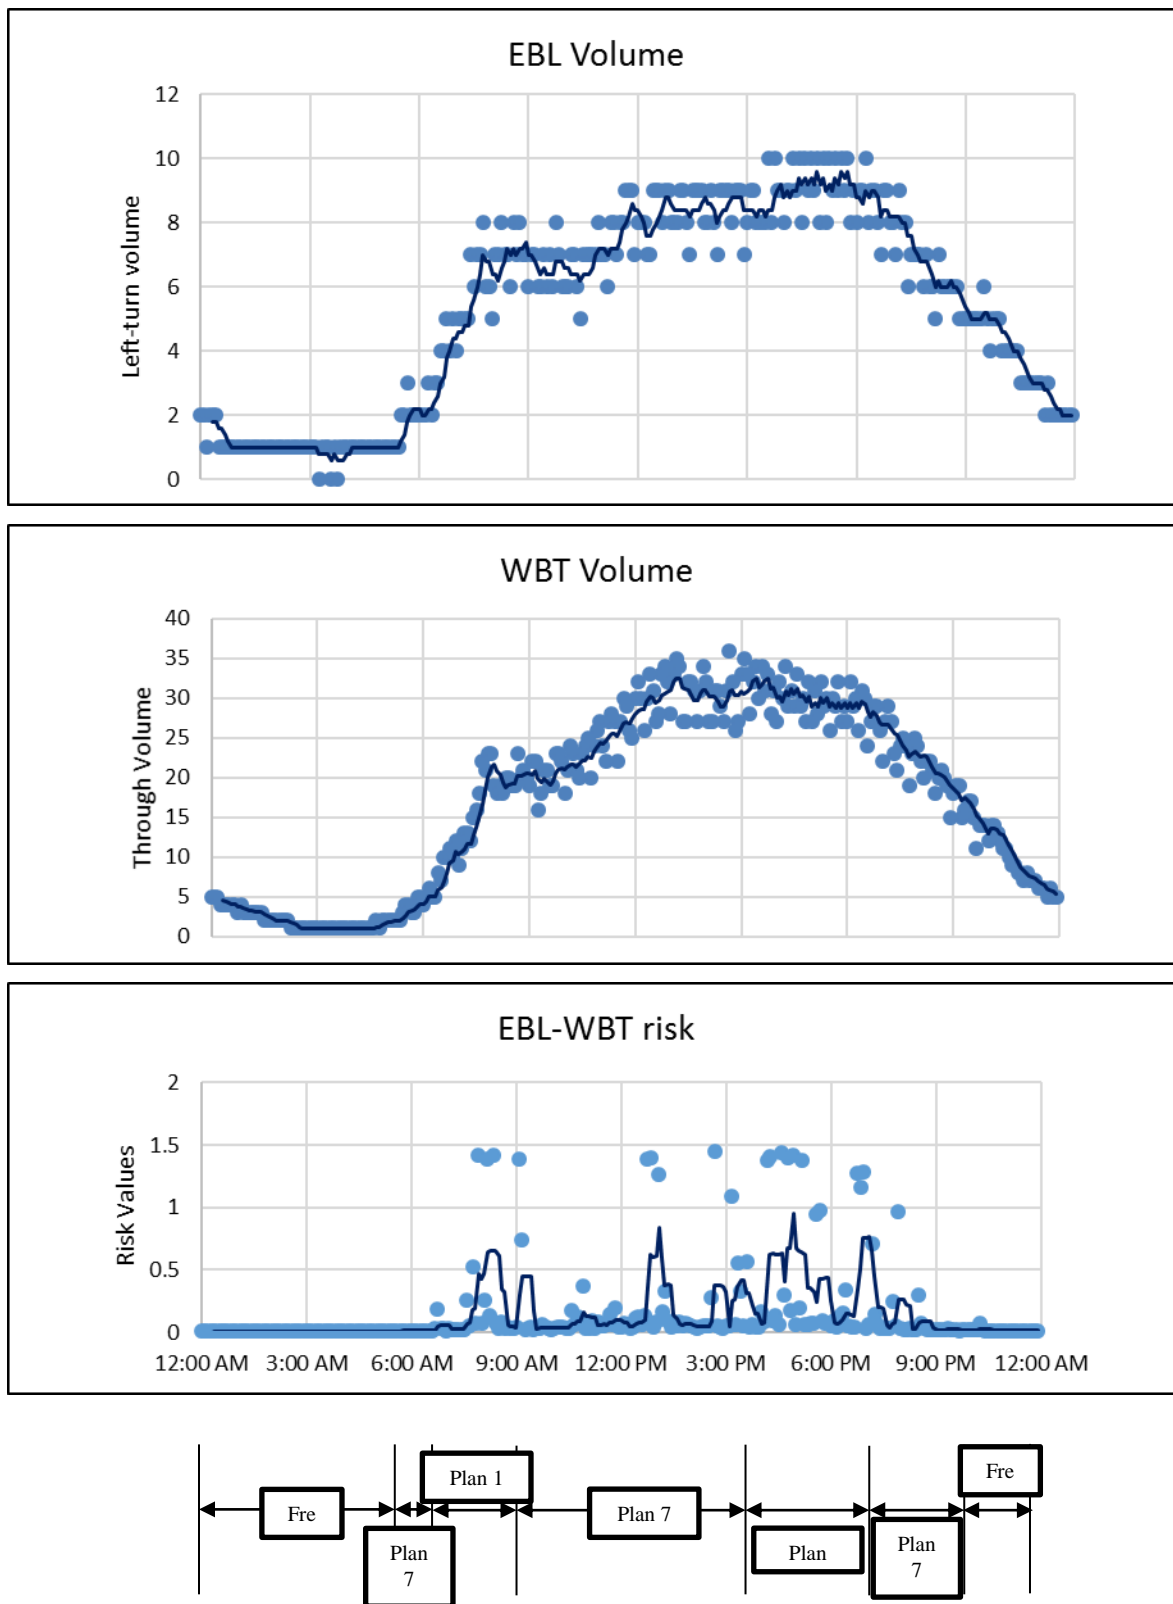 EBL Volume
12
10
8
6
4
2
0
Left-turn volume
WBT Volume
40
35
30
25
20
15
10
5
0
Through Volume
EBL-WBT risk
2
1.5
1
0.5
0
Risk Values
12:00 AM 3:00 AM 6:00 AM 9:00 AM 12:00 PM 3:00 PM 6:00 PM 9:00 PM 12:00 AM
Fre
Plan
7
Plan 1
Plan 7
Plan
Plan
7
Fre